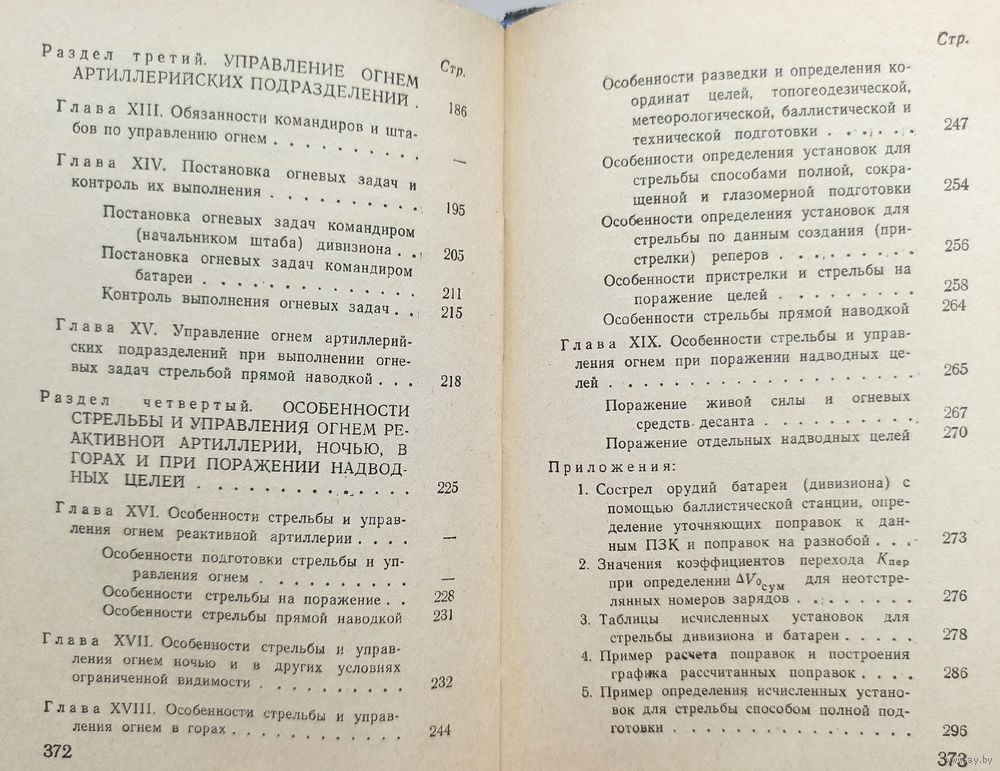 Стр.
Раздел третий. УПРАВЛЕНИЕ ОГНЕМ
АРТИЛЛЕРИЙСКИХ ПОДРАЗДЕЛЕНИЙ . 186
Глава XIII. Обязанности командиров и шта-
бов по управлению огнем . . . . . . . . . . —
Глава XIV. Постановка огневых задач и
контроль их выполнения . . . . . . . . . . 195
Постановка огневых задач командиром
(начальником штаба) дивизиона . . 205
Постановка огневых задач командиром
батареи . . . . . . . . . . . . . . 211
Контроль выполнения огневых задач . . 215
Глава XV. Управление огнем артиллерий-
ских подразделений при выполнении огне-
вых задач стрельбой прямой наводкой . . . 218
Раздел четвертый. ОСОБЕННОСТИ
СТРЕЛЬБЫ И УПРАВЛЕНИЯ ОГНЕМ РЕ-
АКТИВНОЙ АРТИЛЛЕРИИ, НОЧЬЮ, В
ГОРАХ И ПРИ ПОРАЖЕНИИ НАДВОД-
НЫХ ЦЕЛЕЙ . . . . . . . . . . . . . 225
Глава XVI. Особенности стрельбы и управ-
ления огнем реактивной артиллерии . . . . —
Особенности подготовки стрельбы и уп-
равления огнем . . . . . . . . . . —
Особенности стрельбы на поражение . . 228
Особенности стрельбы прямой наводкой 231
Глава XVII. Особенности стрельбы и управ-
ления огнем ночью и в других условиях
ограниченной видимости . . . . . . . . . . 232
Глава XVIII. Особенности стрельбы и управ-
ления огнем в горах . . . . . . . . . . . . 244
372
Стр.
Особенности разведки и определения ко-
ординат целей, топогеодезической,
метеорологической, баллистической и
технической подготовки . . . . . . 247
Особенности определения установок для
стрельбы способами полной, сокра-
щенной и глазомерной подготовки 254
Особенности определения установок для
стрельбы по данным создания (при-
стрелки) реперов . . . . . . . . . 256
Особенности пристрелки и стрельбы на
поражение целей . . . . . . . . . 258
Особенности стрельбы прямой наводкой 264
Глава XIX. Особенности стрельбы и управ-
ления огнем при поражении надводных це-
лей . . . . . . . . . . . . . . . . . 265
Поражение живой силы и огневых
средств десанта . . . . . . . . . . 267
Поражение отдельных надводных целей 270
Приложения:
1. Сострел орудий батареи (дивизиона) с
помощью баллистической станции, опре-
деление уточняющих поправок к дан-
ным ПЗК и поправок на разнобой . . . . 273
2. Значения коэффициентов перехода Kпер
при определении ΔV₀сум для неотстре-
лянных номеров зарядов . . . . . . . . 276
3. Таблицы исчисленных установок для
стрельбы дивизиона и батареи . . . . . 278
4. Пример расчета поправок и построения
графика рассчитанных поправок . . . . 286
5. Пример определения исчисленных устано-
вок для стрельбы способом полной под-
готовки . . . . . . . . . . . . . . . . 296
373
www.ay.by